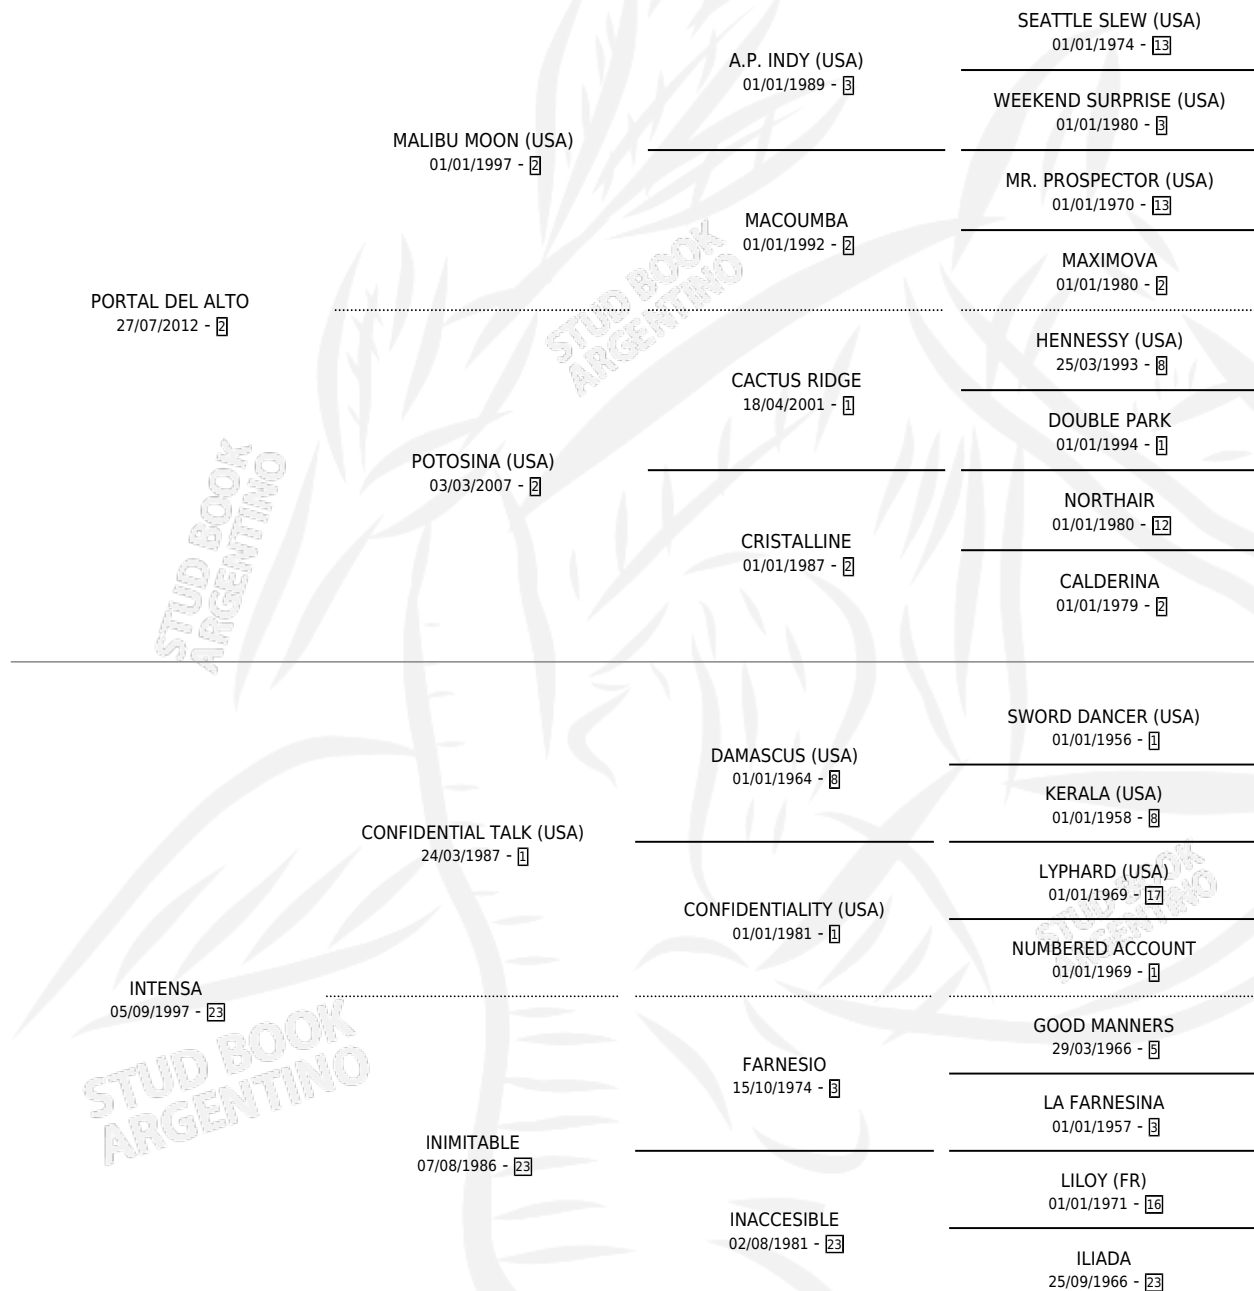 SEATTLE SLEW (USA)
01/01/1974 - 13
A.P. INDY (USA)
01/01/1989 - 3
WEEKEND SURPRISE (USA)
01/01/1980 - 3
MALIBU MOON (USA)
01/01/1997 - 2
MR. PROSPECTOR (USA)
01/01/1970 - 13
MACOUMBA
01/01/1992 - 2
MAXIMOVA
01/01/1980 - 2
PORTAL DEL ALTO
27/07/2012 - 2
HENNESSY (USA)
25/03/1993 - 8
CACTUS RIDGE
18/04/2001 - 1
DOUBLE PARK
01/01/1994 - 1
POTOSINA (USA)
03/03/2007 - 2
NORTHAIR
01/01/1980 - 12
CRISTALLINE
01/01/1987 - 2
CALDERINA
01/01/1979 - 2
SWORD DANCER (USA)
01/01/1956 - 1
DAMASCUS (USA)
01/01/1964 - 8
KERALA (USA)
01/01/1958 - 8
CONFIDENTIAL TALK (USA)
24/03/1987 - 1
LYPHARD (USA)
01/01/1969 - 17
CONFIDENTIALITY (USA)
01/01/1981 - 1
NUMBERED ACCOUNT
01/01/1969 - 1
INTENSA
05/09/1997 - 23
GOOD MANNERS
29/03/1966 - 5
FARNESIO
15/10/1974 - 3
LA FARNESINA
01/01/1957 - 3
INIMITABLE
07/08/1986 - 23
LILOY (FR)
01/01/1971 - 16
INACCESIBLE
02/08/1981 - 23
ILIADA
25/09/1966 - 23
STUD BOOK
ARGENTINO
STUD BOOK
ARGENTINO
STUD BOOK
ARGENTINO
STUD BOOK
ARGENTINO